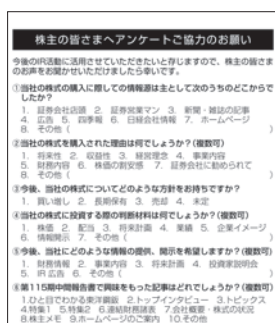 株主の皆さまへアンケートご協力のお願い
今後のIR活動に活用させていただきたいと存じますので、株主の皆さま
のお声をお聞かせいただけましたら幸いです。
①当社の株式の購入に際しての情報源は主として次のうちのどこからで
したか?
1. 証券会社店頭 2. 証券営業マン 3. 新聞・雑誌の記事
4. 広告 5. 四季報 6. 日経会社情報 7. ホームページ
8. その他( )
②当社の株式を購入された理由は何でしょうか?(複数可)
1. 将来性 2. 収益性 3. 経営理念 4. 事業内容
5. 財務内容 6. 株価の割安感 7. 証券会社に勧められて
8. その他( )
③今後、当社の株式についてどのような方針をお持ちですか?
1. 買い増し 2. 長期保有 3. 売却 4. 未定
④当社の株式に投資する際の判断材料は何でしょうか?(複数可)
1. 株価 2. 配当 3. 将来計画 4. 業績 5. 企業イメージ
6. 情報開示 7. その他( )
⑤今後、当社にどのような情報の提供、開示を希望しますか?(複数可)
1. 財務情報 2. 事業内容 3. 将来計画 4. 投資家説明会
5. IR広告 6. その他( )
⑥第115期中間報告書で興味をもった記事はどれでしょうか?(複数可)
1.ひと目でわかる東洋鋼鈑 2.トップインタビュー 3.トピックス
4.特集1 5.特集2 6.連結財務諸表 7.会社概要・株式の状況
8.株主メモ 9.ホームページのご案内 10.その他